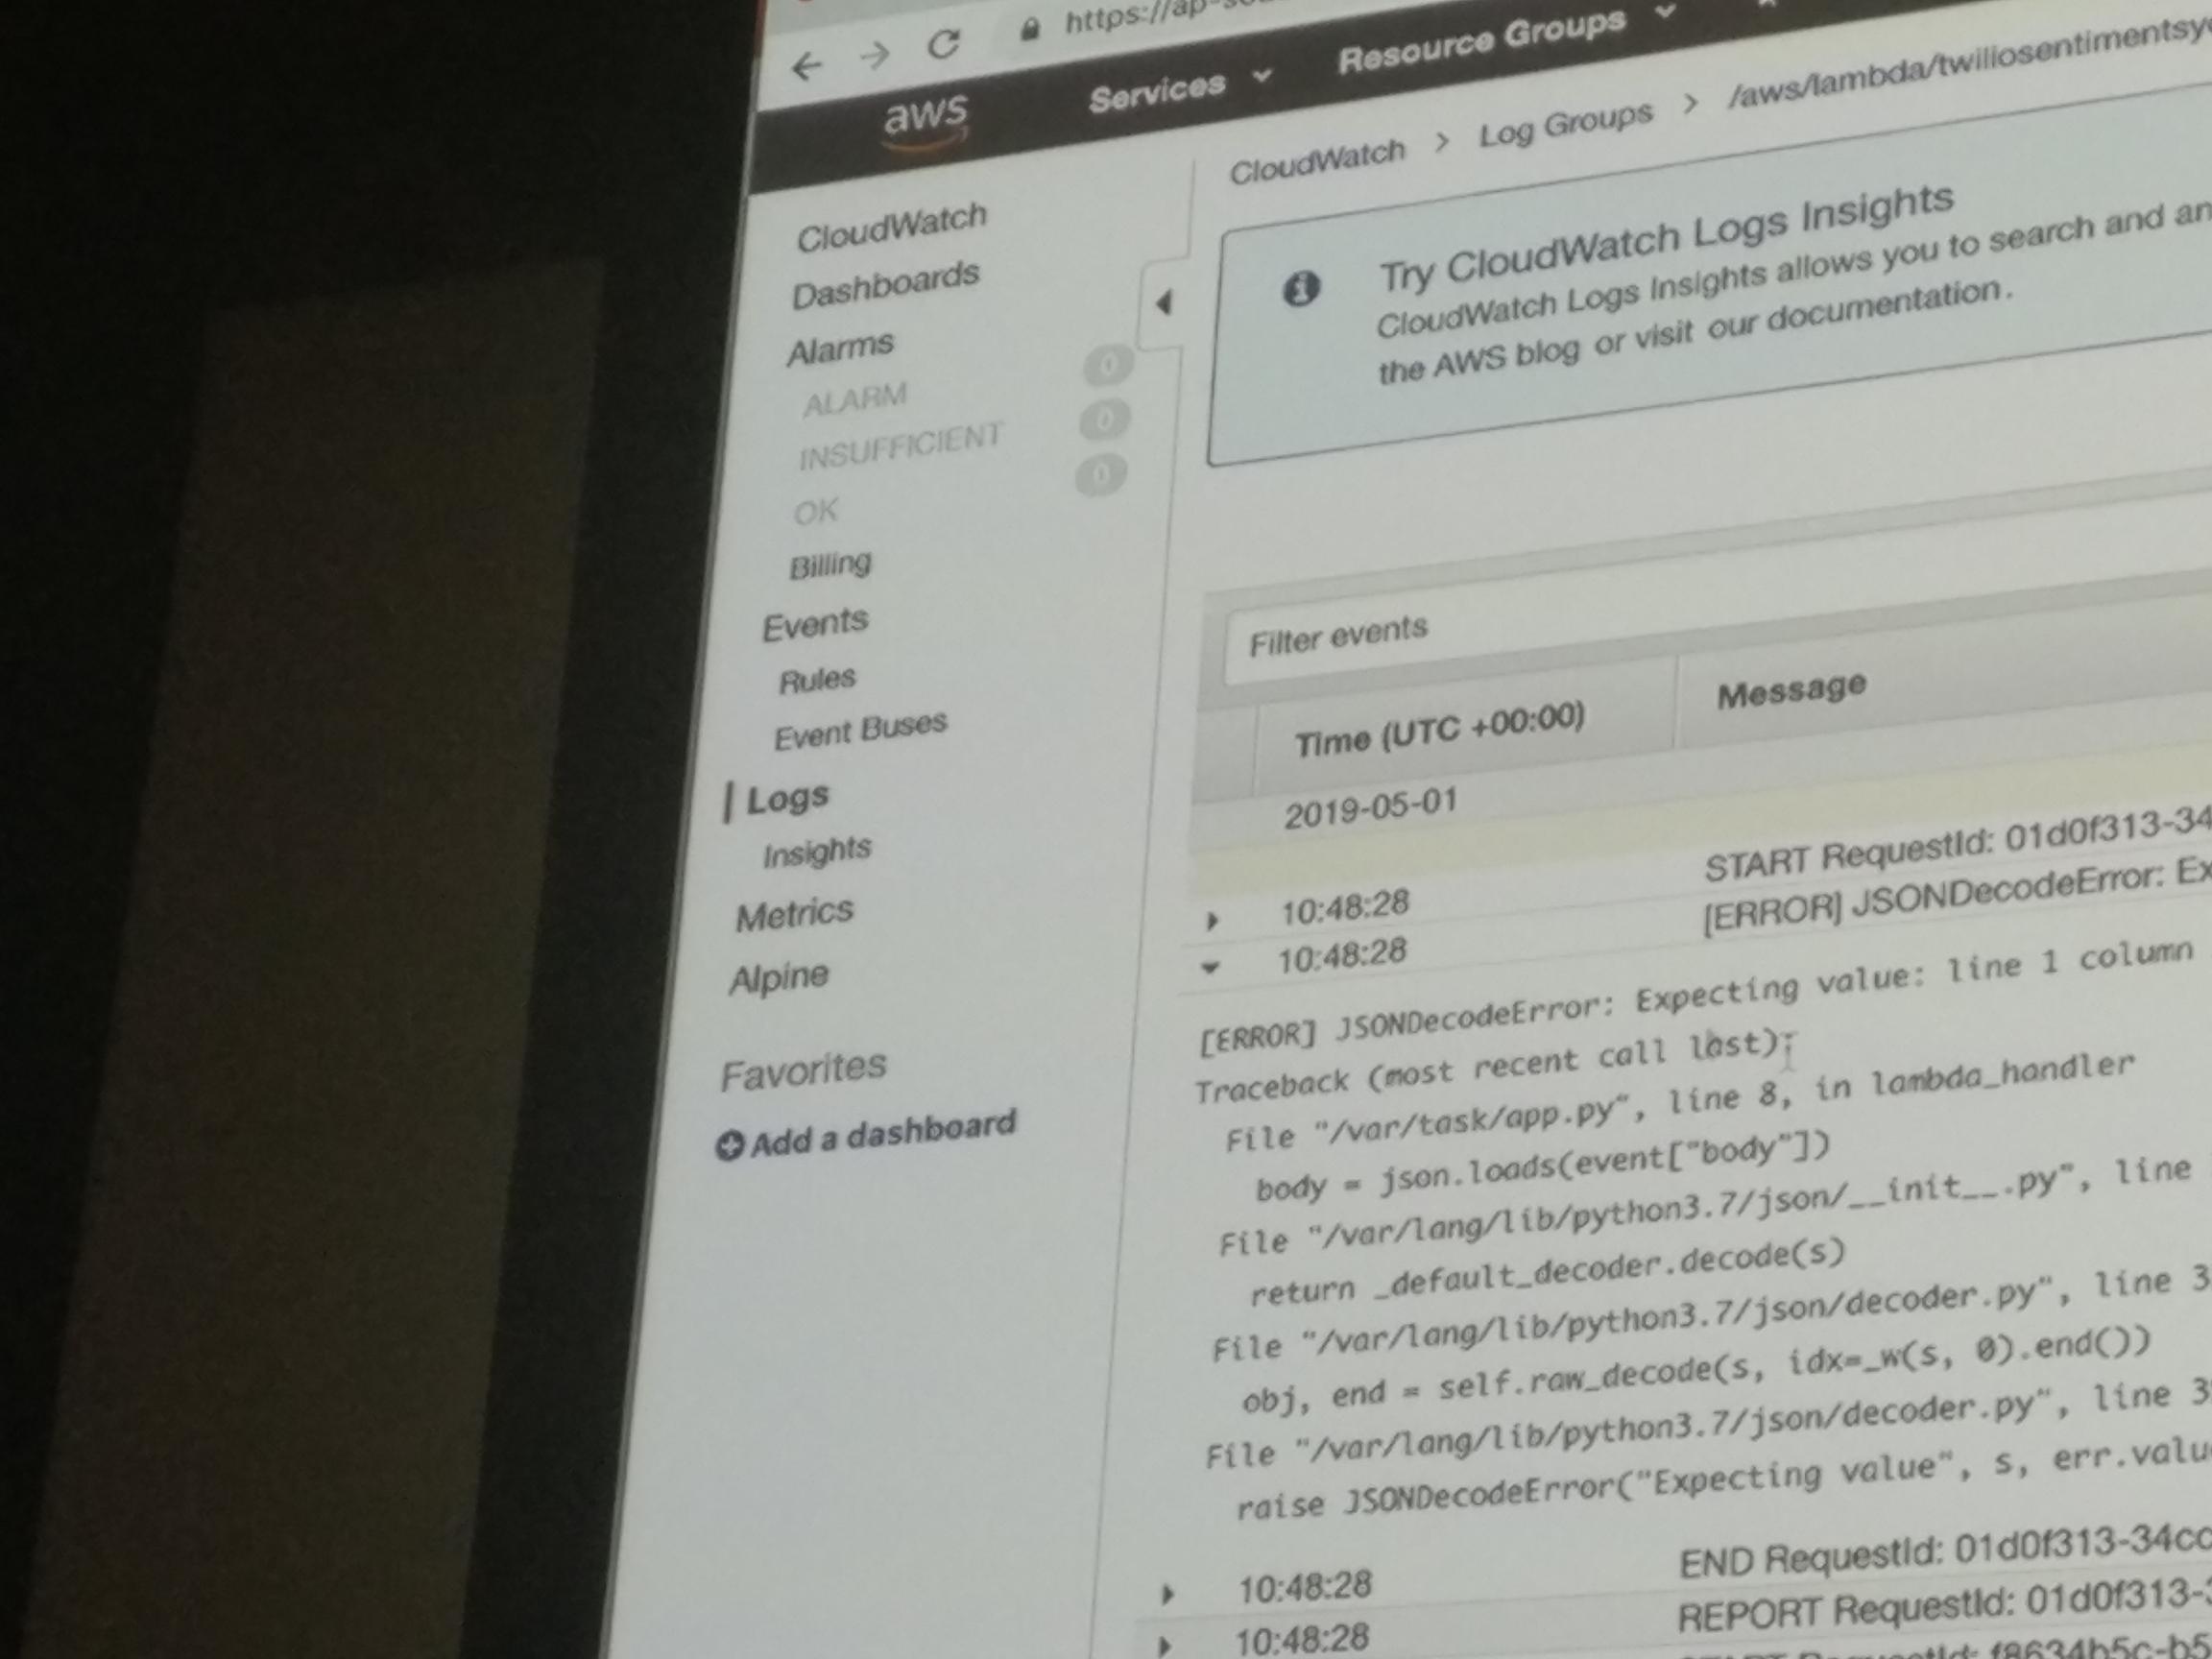 https://ap-
aws Services Resource Groups
CloudWatch > Log Groups > /aws/lambda/twiliosentimentsy
CloudWatch
Dashboards
Alarms
ALARM 0
INSUFFICIENT 0
OK 0
Billing
Events
Rules
Event Buses
Logs
Insights
Metrics
Alpine
Favorites
Add a dashboard
Try CloudWatch Logs Insights
CloudWatch Logs Insights allows you to search and an
the AWS blog or visit our documentation.
Filter events
Time (UTC +00:00) Message
2019-05-01
10:48:28 START RequestId: 01d0f313-34
10:48:28 [ERROR] JSONDecodeError: Ex
[ERROR] JSONDecodeError: Expecting value: line 1 column
Traceback (most recent call last):
File "/var/task/app.py", line 8, in lambda_handler
body = json.loads(event["body"])
File "/var/lang/lib/python3.7/json/__init__.py", line
return _default_decoder.decode(s)
File "/var/lang/lib/python3.7/json/decoder.py", line 3
obj, end = self.raw_decode(s, idx=_w(s, 0).end())
File "/var/lang/lib/python3.7/json/decoder.py", line 3
raise JSONDecodeError("Expecting value", s, err.valu
10:48:28 END RequestId: 01d0f313-34cc
10:48:28 REPORT RequestId: 01d0f313-3
f8634b5c-b5